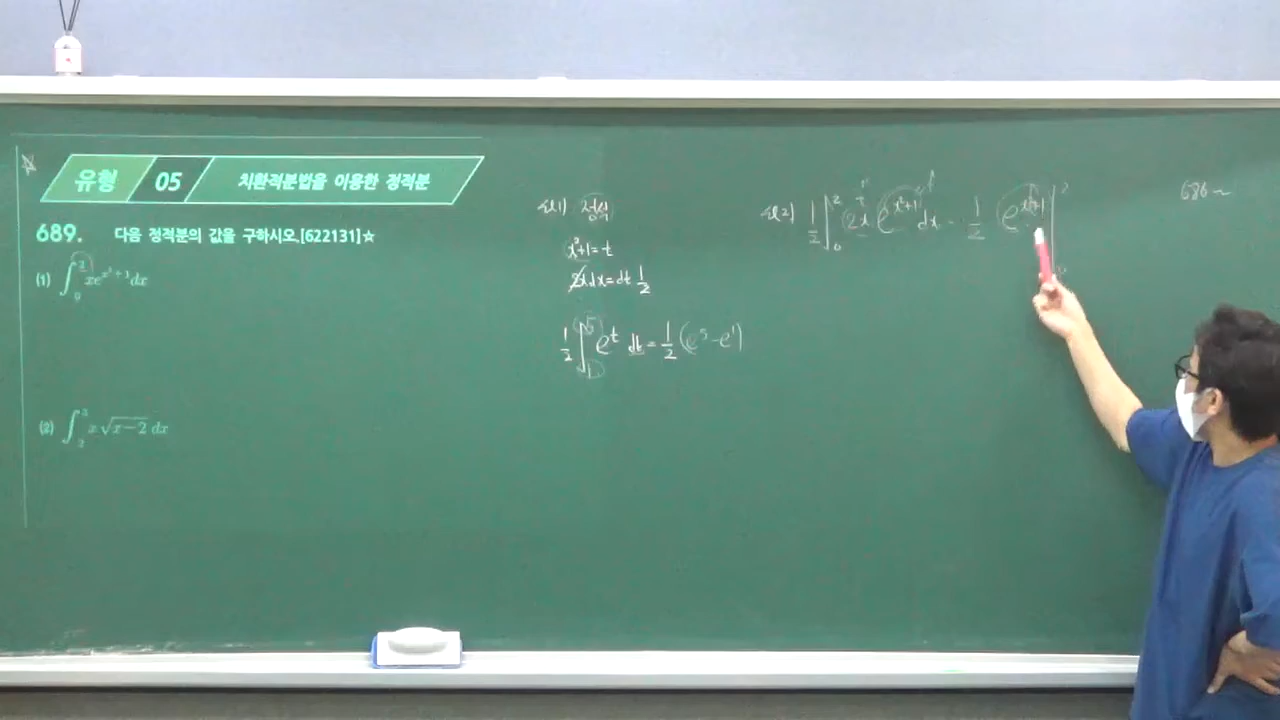 유형 05 치환적분법을 이용한 정적분
689. 다음 정적분의 값을 구하시오.[622131]☆
(1) ∫₀² xe^{x²+1}dx
(2) ∫₂³ x√(x−2) dx
sol1) 정석
x²+1=t
2xdx=dt 1/2
1/2 ∫₁⁵ e^t dt = 1/2 (e⁵-e¹)
sol2) 1/2 ∫₀² 2x e^{x²+1} dx = 1/2 [e^{x²+1}]
686~